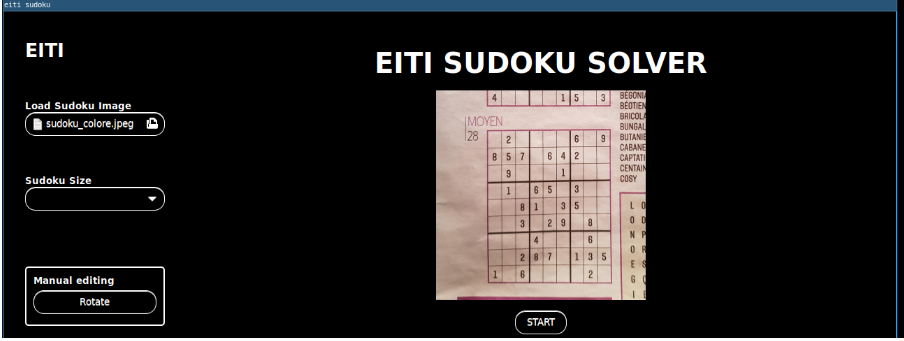 eiti sudoku
EITI
EITI SUDOKU SOLVER
Load Sudoku Image
sudoku_colore.jpeg
Sudoku Size
Manual editing
Rotate
4 1 5 3
MOYEN
28
2 6 9
8 5 7 6 4 2
9 1
1 6 5 3
8 1 3 5
3 2 9 8
4 6
2 8 7 1 3 5
1 6 2
BÉGONI
BÉOTIEN
BRICOLA
BUNGAL
BUTANI
CABANE
CAPTATI
CENTAIN
COSY
L O
O D
N P
O R
E S
G (
I E
START